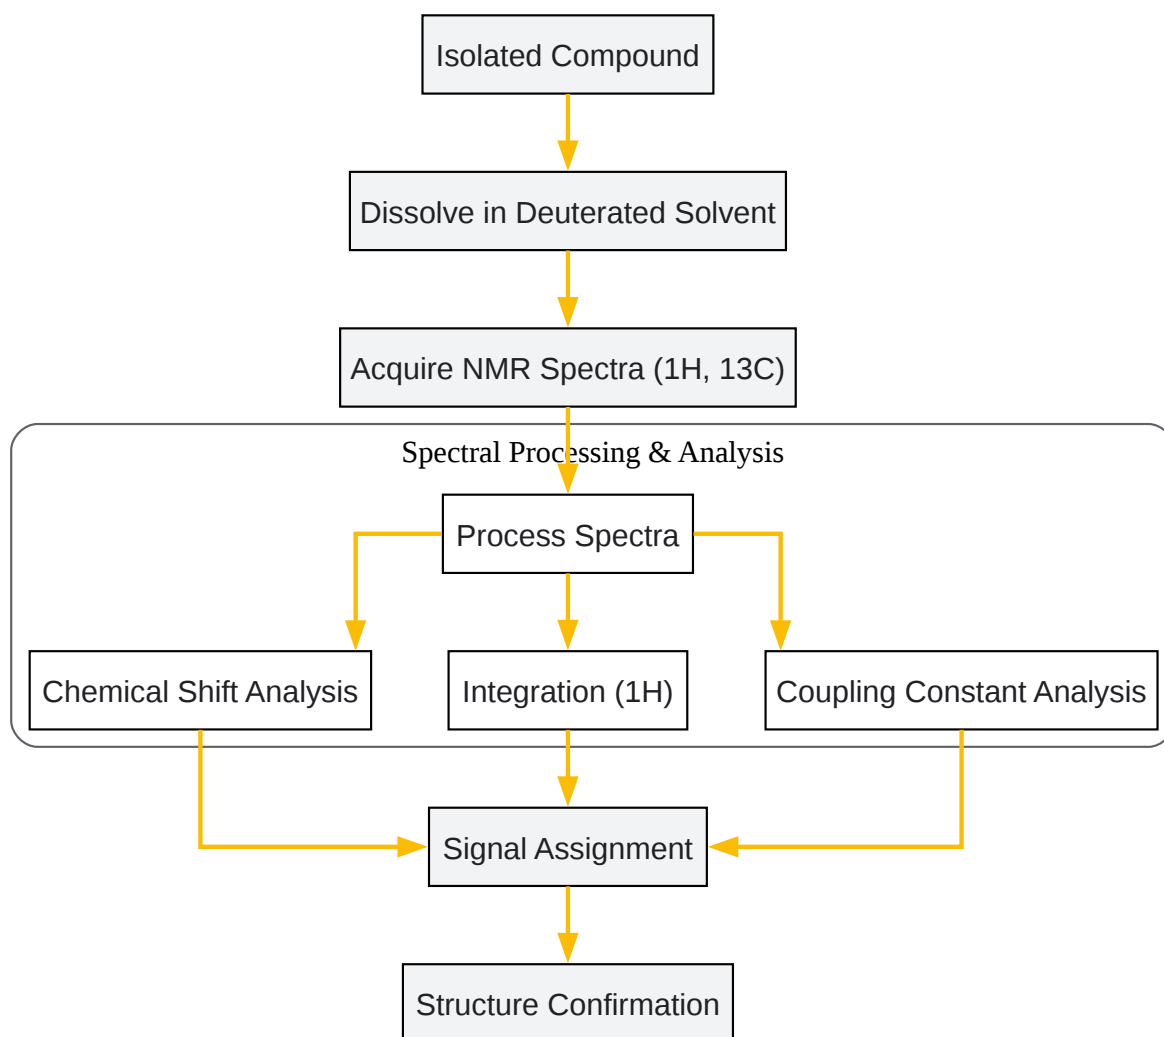 Isolated Compound
Dissolve in Deuterated Solvent
Acquire NMR Spectra (1H, 13C)
Spectral Processing & Analysis
Process Spectra
Chemical Shift Analysis
Integration (1H)
Coupling Constant Analysis
Signal Assignment
Structure Confirmation